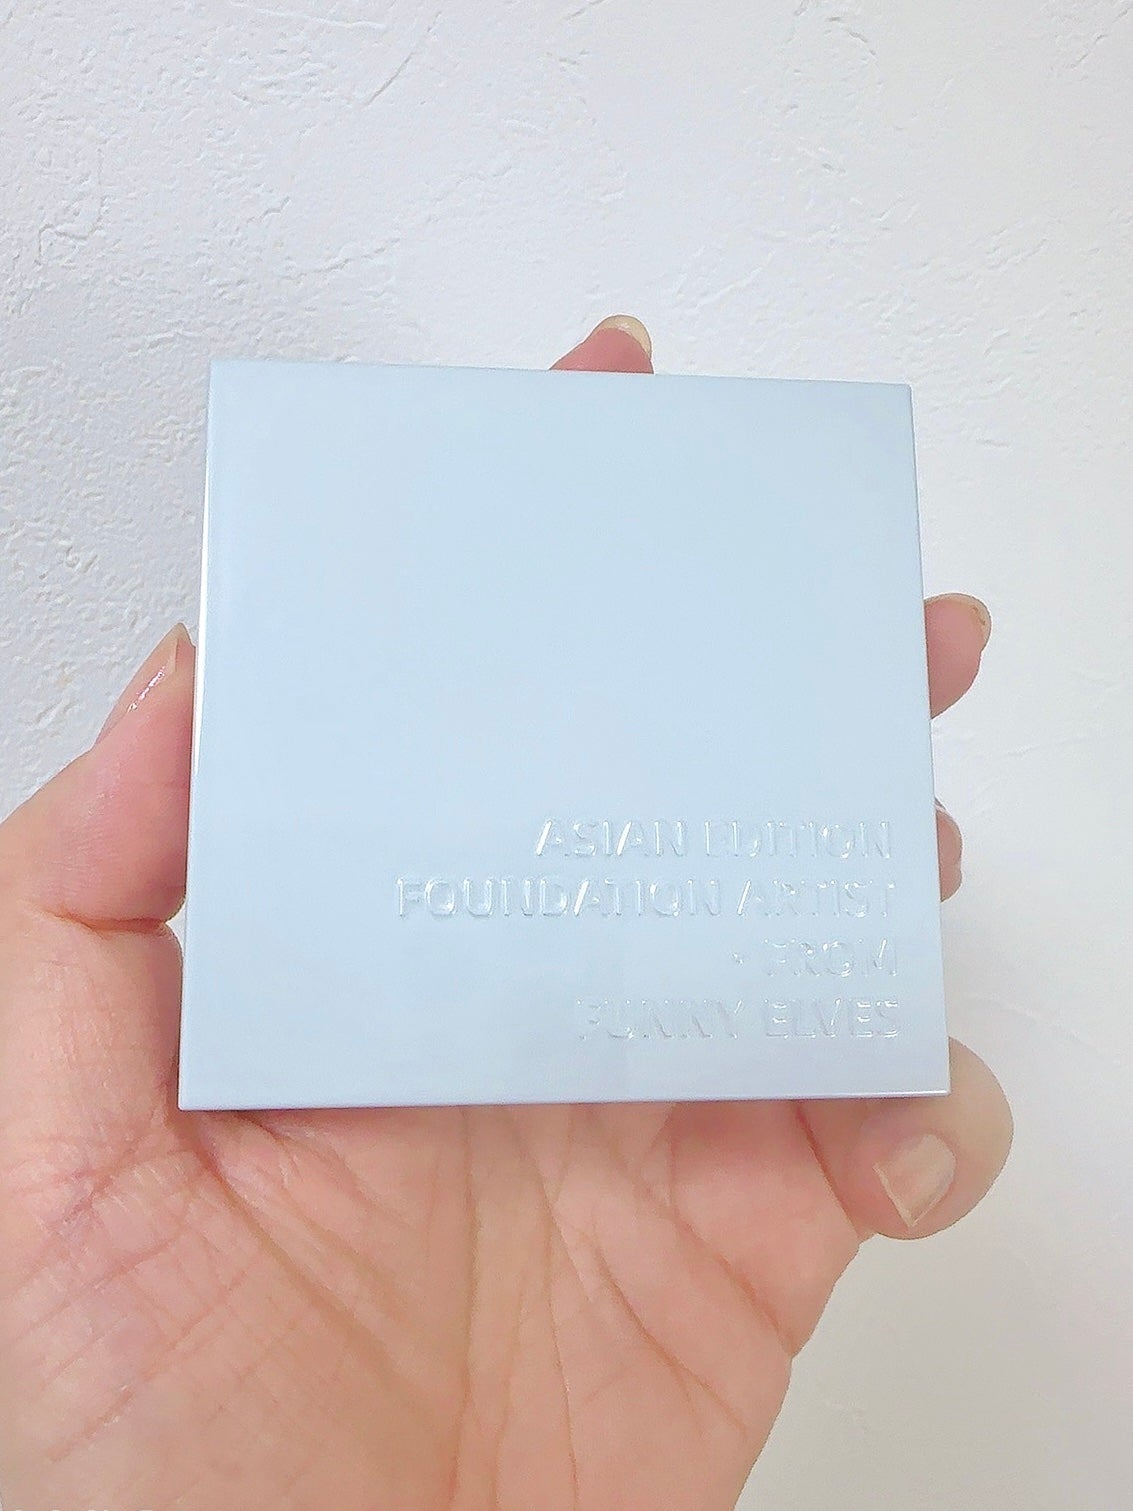 ASIAN EDITION
FOUNDATION ARTIST
- FROM
FUNNY ELVES